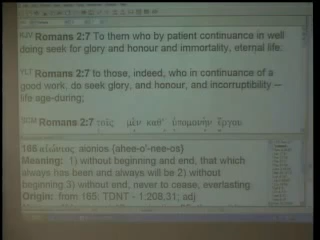 KJV Romans 2:7 To them who by patient continuance in well
doing seek for glory and honour and immortality, eternal life:
YLT Romans 2:7 to those, indeed, who in continuance of a
good work, do seek glory, and honour, and incorruptibility —
life age-during;
Romans 2:7 τοῖς μὲν καθ' ὑπομονὴν ἔργου
166 αἰώνιος aionios {ahee-o'-nee-os}
Meaning: 1) without beginning and end, that which
always has been and always will be 2) without
beginning 3) without end, never to cease, everlasting
Origin: from 165; TDNT - 1:208,31; adj